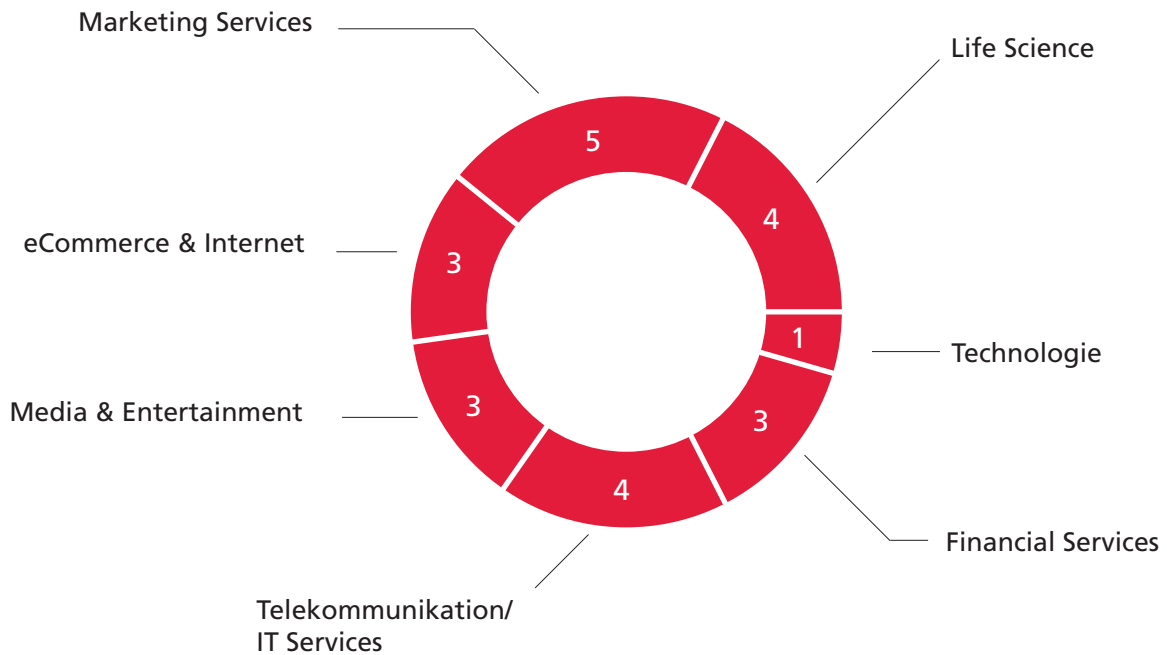 Marketing Services
Life Science
5
4
eCommerce & Internet
3
1
Technologie
Media & Entertainment
3
3
4
Financial Services
Telekommunikation/
IT Services